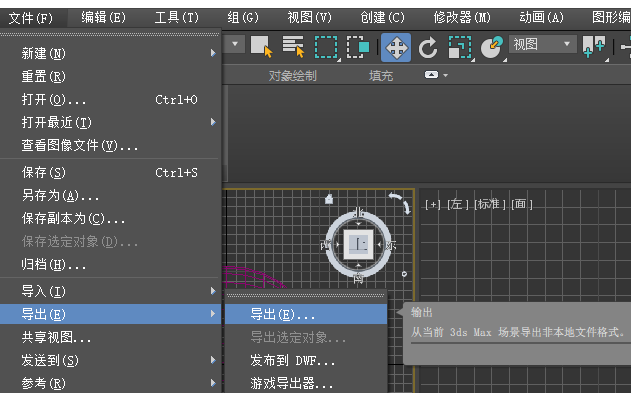 文件(F) 编辑(E) 工具(T) 组(G) 视图(V) 创建(C) 修改器(M) 动画(A) 图形编
视图
对象绘制 填充
新建(N)
重置(R)
打开(O)... Ctrl+O
打开最近(T)
查看图像文件(V)...
保存(S) Ctrl+S
另存为(A)...
保存副本为(C)...
保存选定对象(D)...
归档(H)...
导入(I)
导出(E)
共享视图...
发送到(S)
参考(R)
导出(E)...
导出选定对象...
发布到 DWF...
游戏导出器...
输出
从当前 3ds Max 场景导出非本地文件格式。
[+] [左] [标准] [面]
北
西 上 东
南